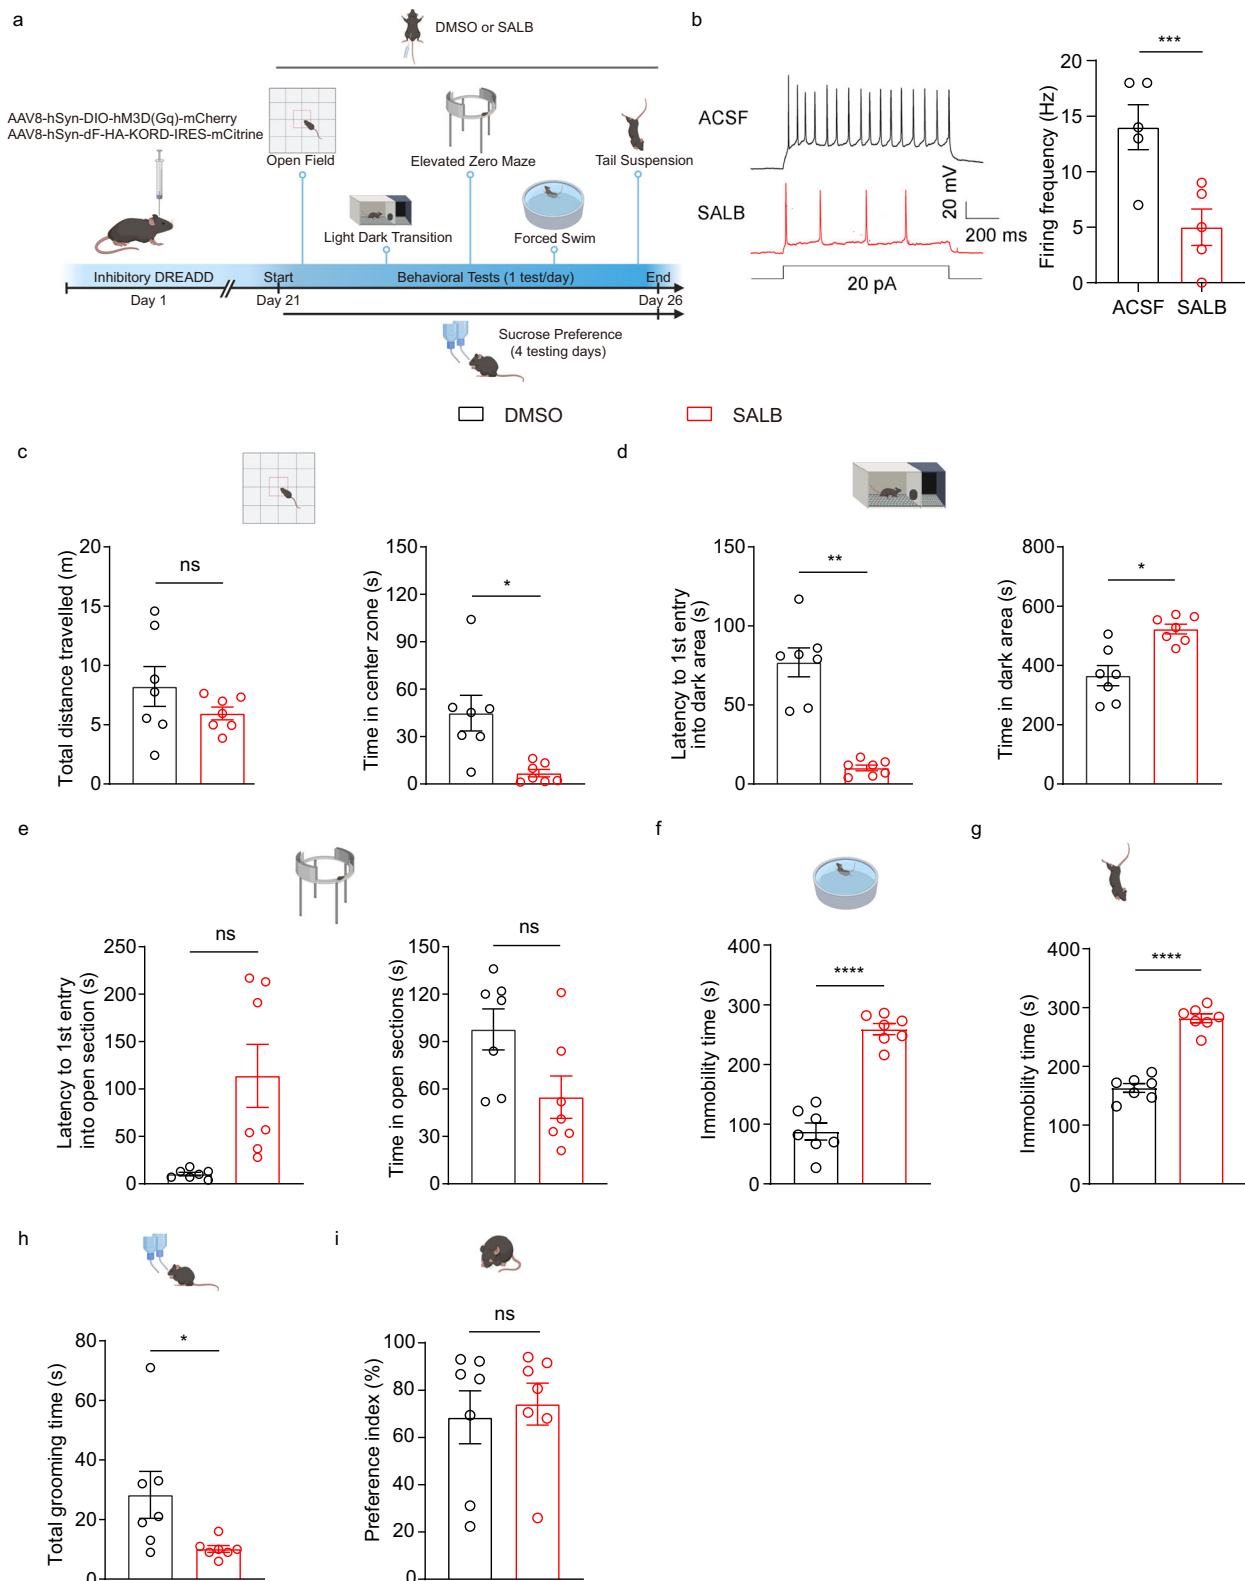 a
DMSO or SALB
AAV8-hSyn-DIO-hM3D(Gq)-mCherry
AAV8-hSyn-dF-HA-KORD-IRES-mCitrine
Open Field
Elevated Zero Maze
Tail Suspension
Light Dark Transition
Forced Swim
Inhibitory DREADD
Start
Behavioral Tests (1 test/day)
End
Day 1
Day 21
Day 26
Sucrose Preference
(4 testing days)
b
ACSF
SALB
20 mV
200 ms
20 pA
Firing frequency (Hz)
20
15
10
5
0
***
ACSF
SALB
DMSO
SALB
c
Total distance travelled (m)
20
15
10
5
0
ns
Time in center zone (s)
150
120
90
60
30
0
*
d
Latency to 1st entry
into dark area (s)
150
100
50
0
**
Time in dark area (s)
800
600
400
200
0
*
e
Latency to 1st entry
into open section (s)
250
200
150
100
50
0
ns
Time in open sections (s)
150
120
90
60
30
0
ns
f
Immobility time (s)
400
300
200
100
0
****
g
Immobility time (s)
400
300
200
100
0
****
h
Total grooming time (s)
80
60
40
20
0
*
i
Preference index (%)
100
80
60
40
20
0
ns